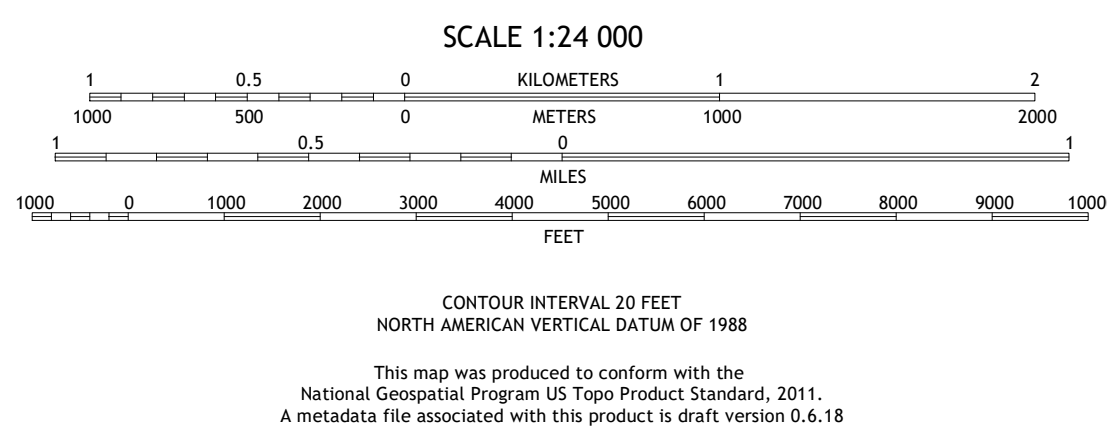 SCALE 1:24 000
1 0.5 0 KILOMETERS 1 2
1000 500 0 METERS 1000 2000
1 0.5 0 1
MILES
1000 0 1000 2000 3000 4000 5000 6000 7000 8000 9000 1000
FEET
CONTOUR INTERVAL 20 FEET
NORTH AMERICAN VERTICAL DATUM OF 1988
This map was produced to conform with the
National Geospatial Program US Topo Product Standard, 2011.
A metadata file associated with this product is draft version 0.6.18